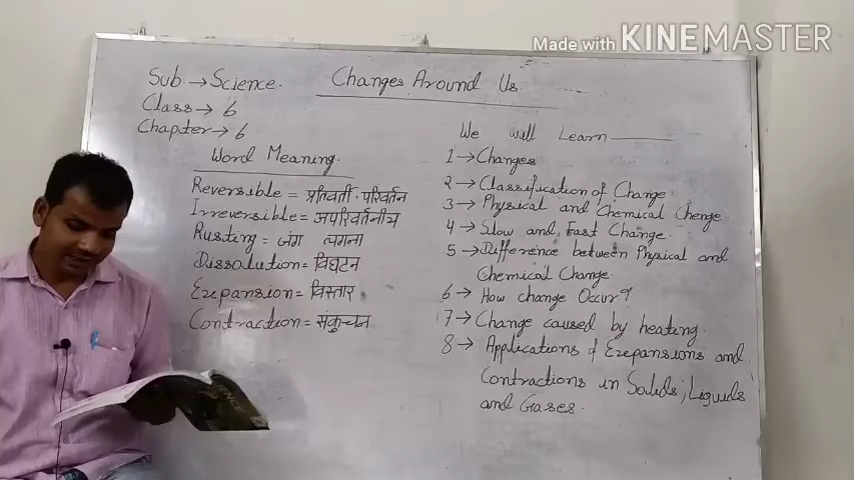 Made with KINEMASTER
Sub → Science.
Changes Around Us
Class → 6
Chapter → 6
Word Meaning.
Reversible = प्रतिवर्ती · परिवर्तन
Irreversible = अपरिवर्तनीय
Rusting = जंग लगना
Dissolution = विघटन
Expansion = विस्तार
Contraction = संकुचन
We will Learn
1 → Changes
2 → Classification of Change
3 → Physical and Chemical Chenge
4 → Slow and Fast Change.
5 → Difference between Physical and
Chemical Change.
6 → How change Occur?
7 → Change caused by heating.
8 → Applications of Expansions and
Contractions in Solids, Liquids
and Gases.